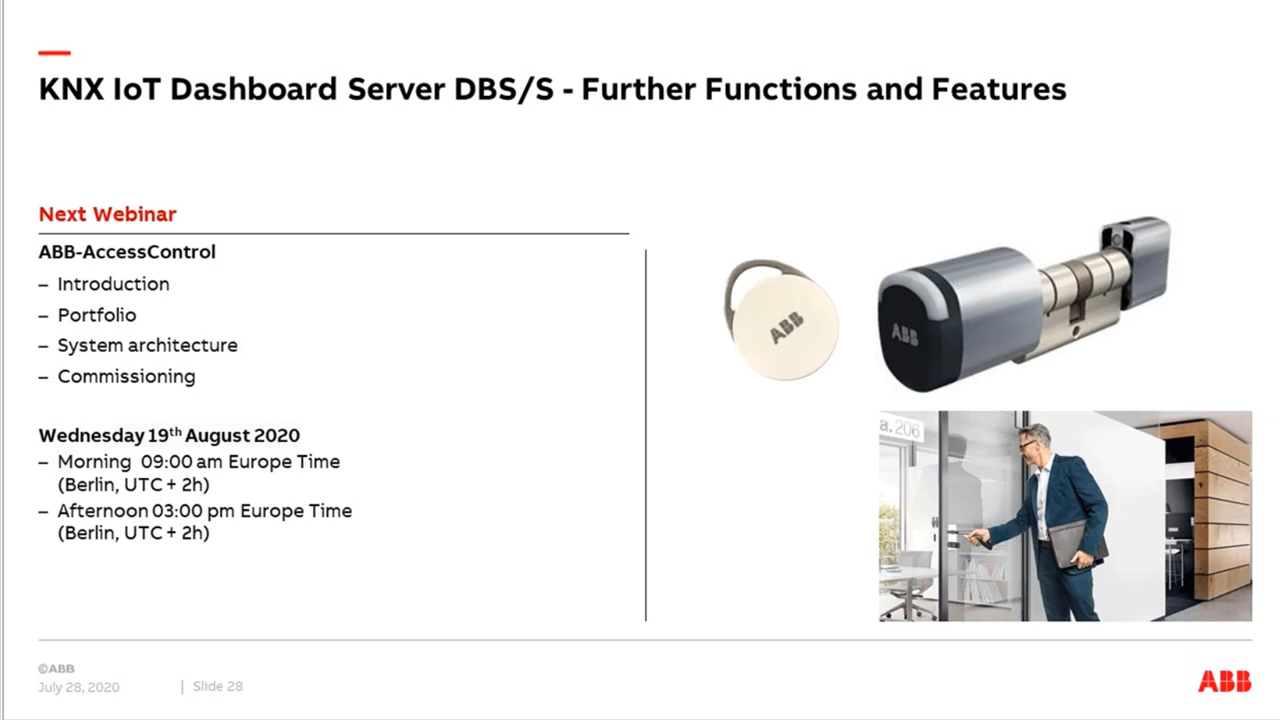 KNX IoT Dashboard Server DBS/S - Further Functions and Features
Next Webinar
ABB-AccessControl
– Introduction
– Portfolio
– System architecture
– Commissioning
Wednesday 19th August 2020
– Morning 09:00 am Europe Time
(Berlin, UTC + 2h)
– Afternoon 03:00 pm Europe Time
(Berlin, UTC + 2h)
ABB
ABB
a.206
©ABB
July 28, 2020 | Slide 28
ABB